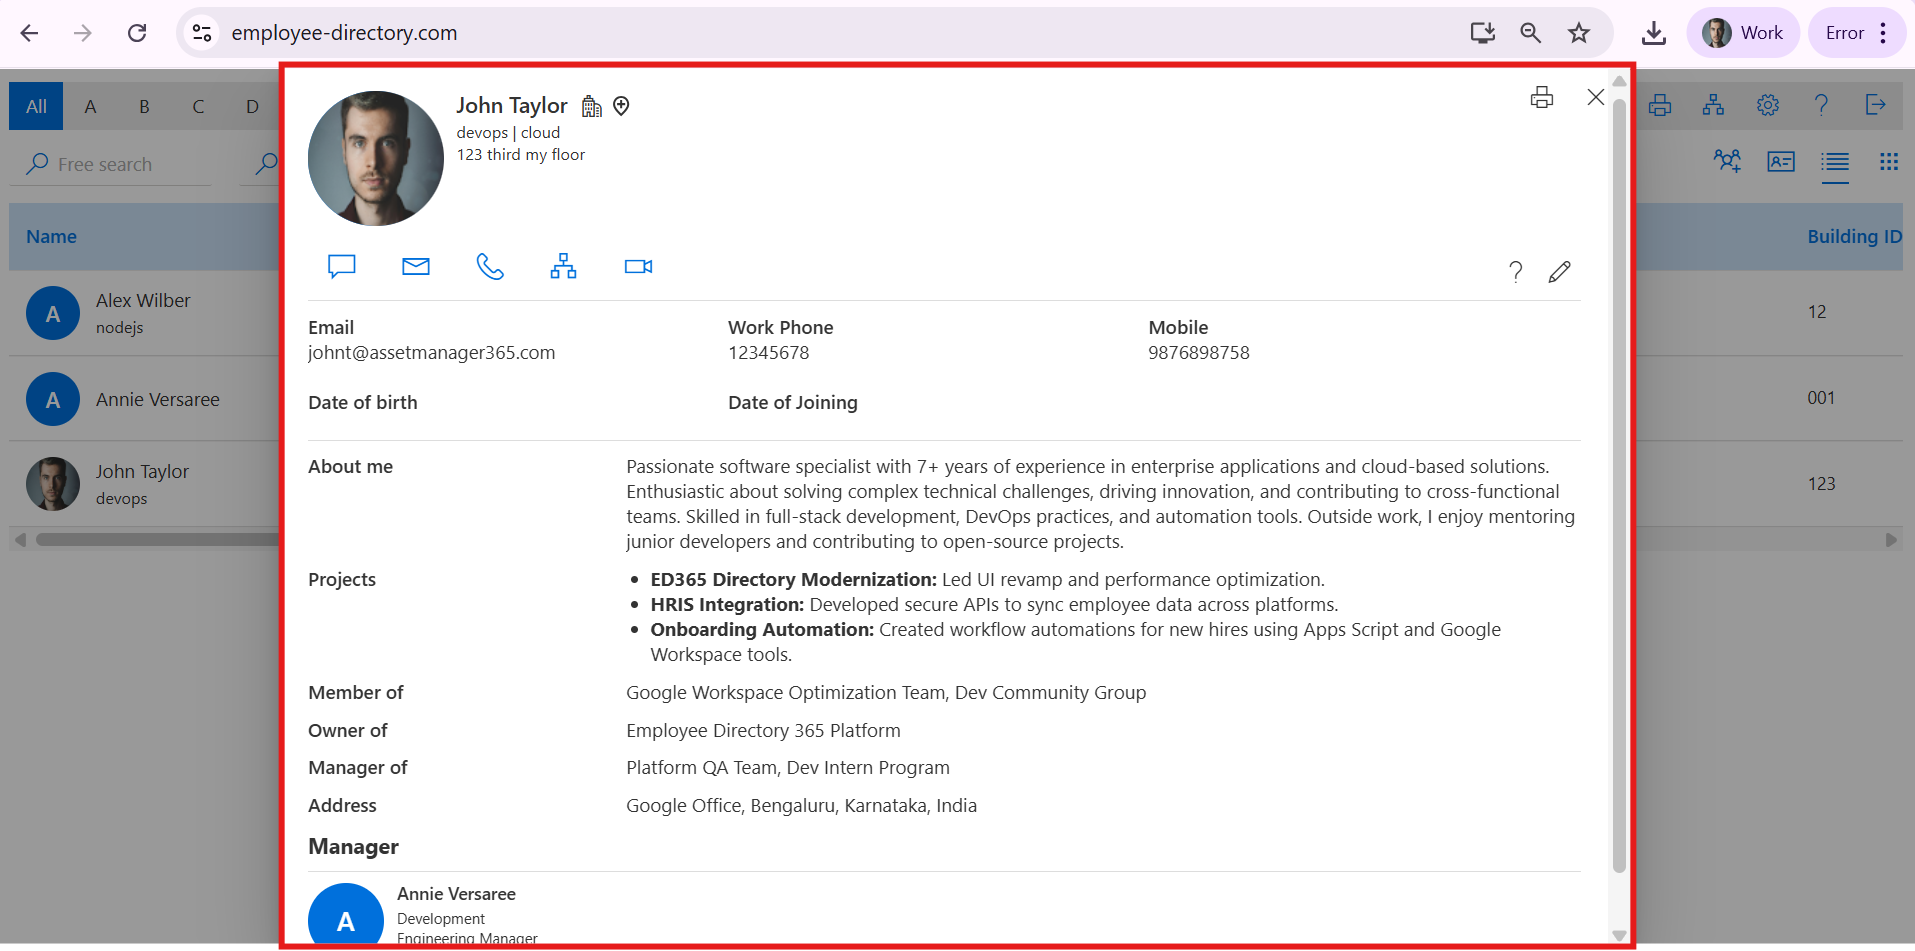 employee-directory.com
Work
Error
All A B C D
Free search
Name
Building ID
A
Alex Wilber
nodejs
12
A
Annie Versaree
001
John Taylor
devops
123
John Taylor
devops | cloud
123 third my floor
?
Email
Work Phone
Mobile
johnt@assetmanager365.com
12345678
9876898758
Date of birth
Date of Joining
About me
Passionate software specialist with 7+ years of experience in enterprise applications and cloud-based solutions.
Enthusiastic about solving complex technical challenges, driving innovation, and contributing to cross-functional
teams. Skilled in full-stack development, DevOps practices, and automation tools. Outside work, I enjoy mentoring
junior developers and contributing to open-source projects.
Projects
• ED365 Directory Modernization: Led UI revamp and performance optimization.
• HRIS Integration: Developed secure APIs to sync employee data across platforms.
• Onboarding Automation: Created workflow automations for new hires using Apps Script and Google
Workspace tools.
Member of
Google Workspace Optimization Team, Dev Community Group
Owner of
Employee Directory 365 Platform
Manager of
Platform QA Team, Dev Intern Program
Address
Google Office, Bengaluru, Karnataka, India
Manager
A
Annie Versaree
Development
Engineering Manager